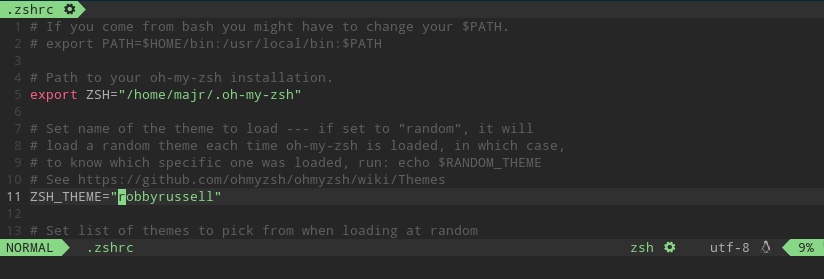 .zshrc
1 # If you come from bash you might have to change your $PATH.
2 # export PATH=$HOME/bin:/usr/local/bin:$PATH
3
4 # Path to your oh-my-zsh installation.
5 export ZSH="/home/majr/.oh-my-zsh"
6
7 # Set name of the theme to load --- if set to "random", it will
8 # load a random theme each time oh-my-zsh is loaded, in which case,
9 # to know which specific one was loaded, run: echo $RANDOM_THEME
10 # See https://github.com/ohmyzsh/ohmyzsh/wiki/Themes
11 ZSH_THEME="robbyrussell"
12
13 # Set list of themes to pick from when loading at random
NORMAL .zshrc zsh utf-8 9%